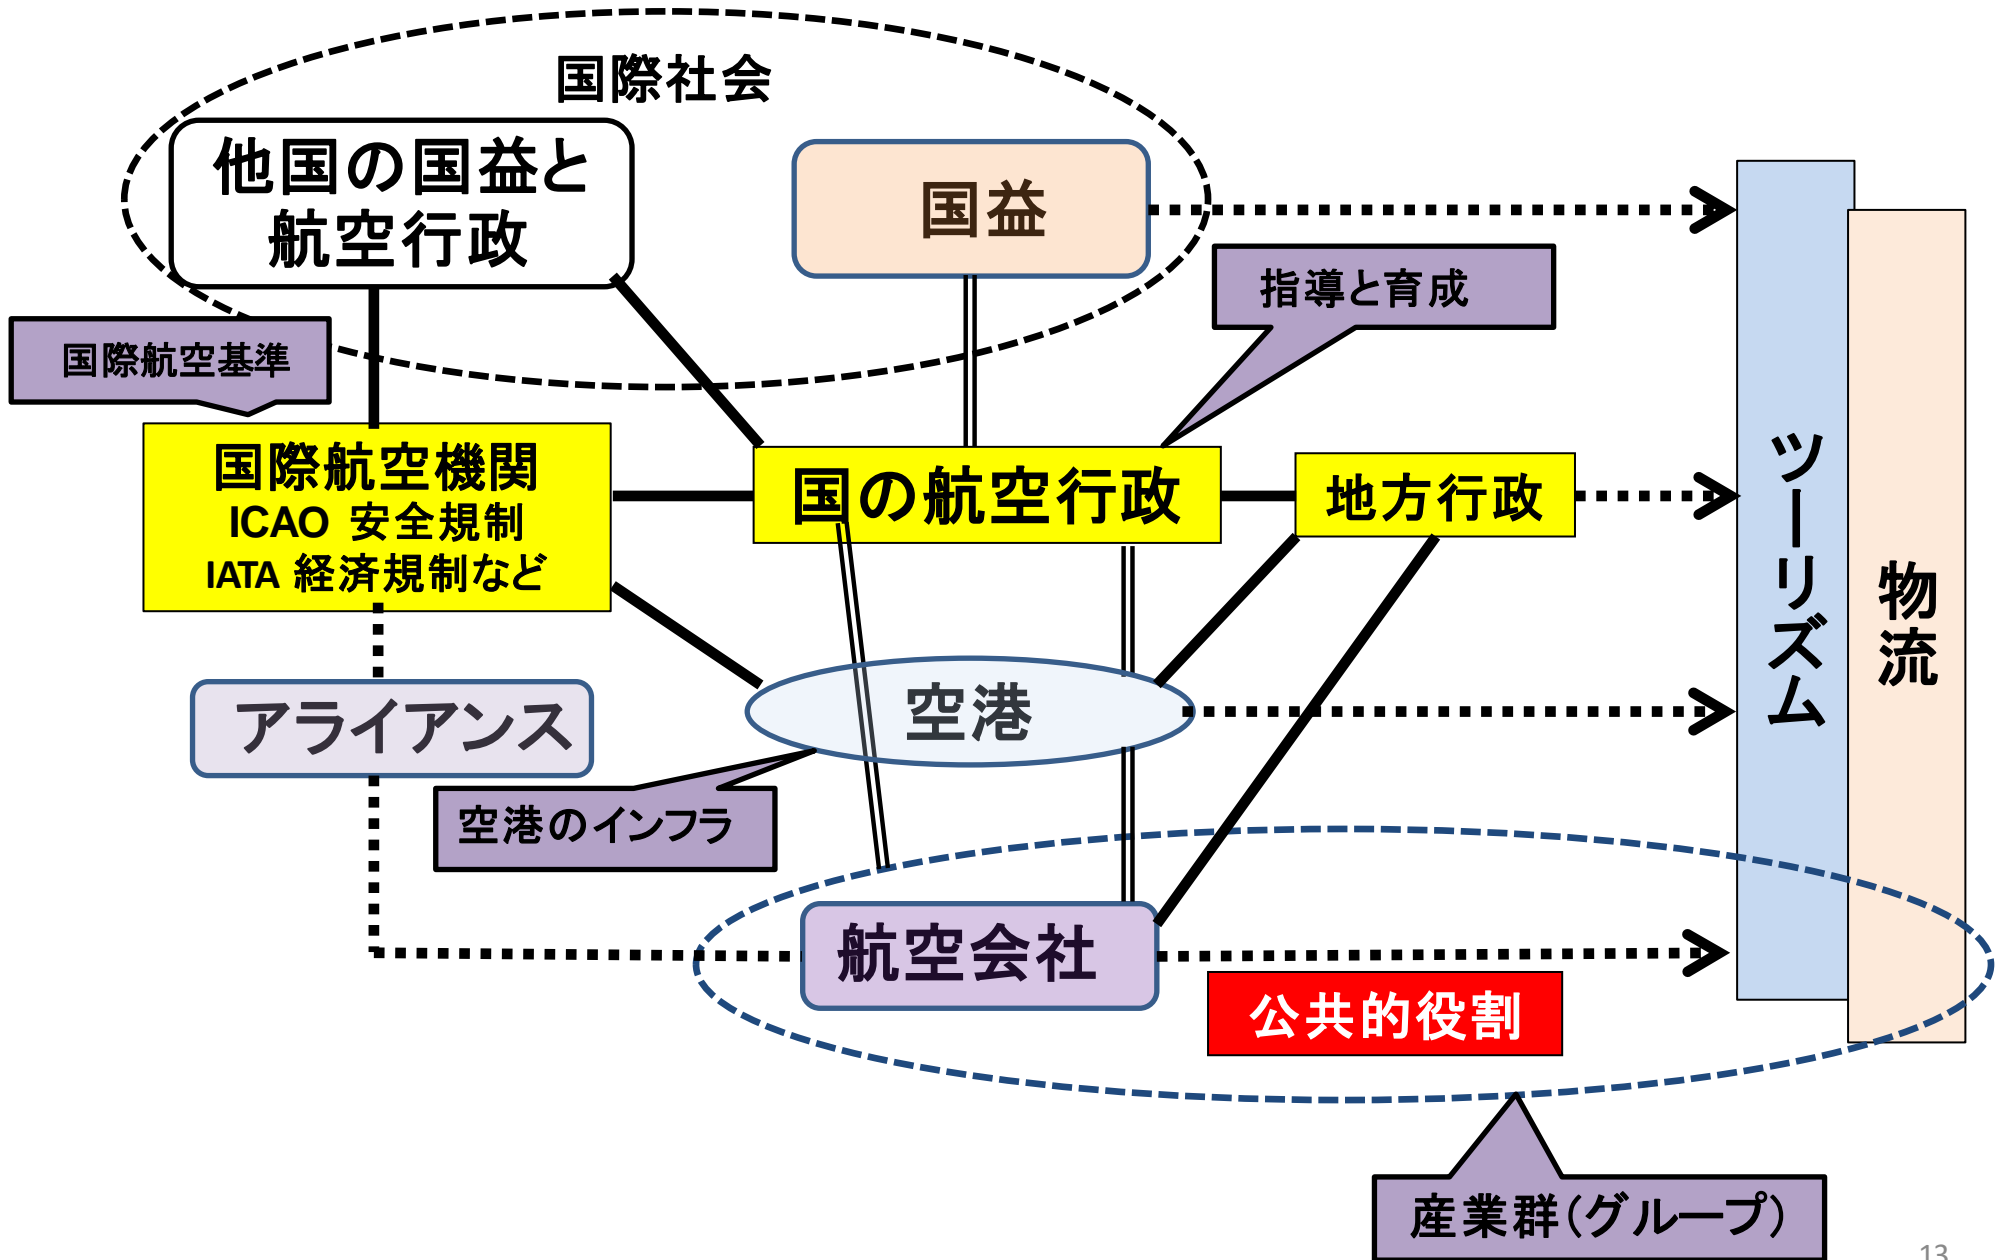 国際社会
他国の国益と
航空行政
国益
指導と育成
国際航空基準
国際航空機関
ICAO 安全規制
IATA 経済規制など
国の航空行政
地方行政
ツーリズム
物流
アライアンス
空港
空港のインフラ
航空会社
公共的役割
産業群(グループ)
13